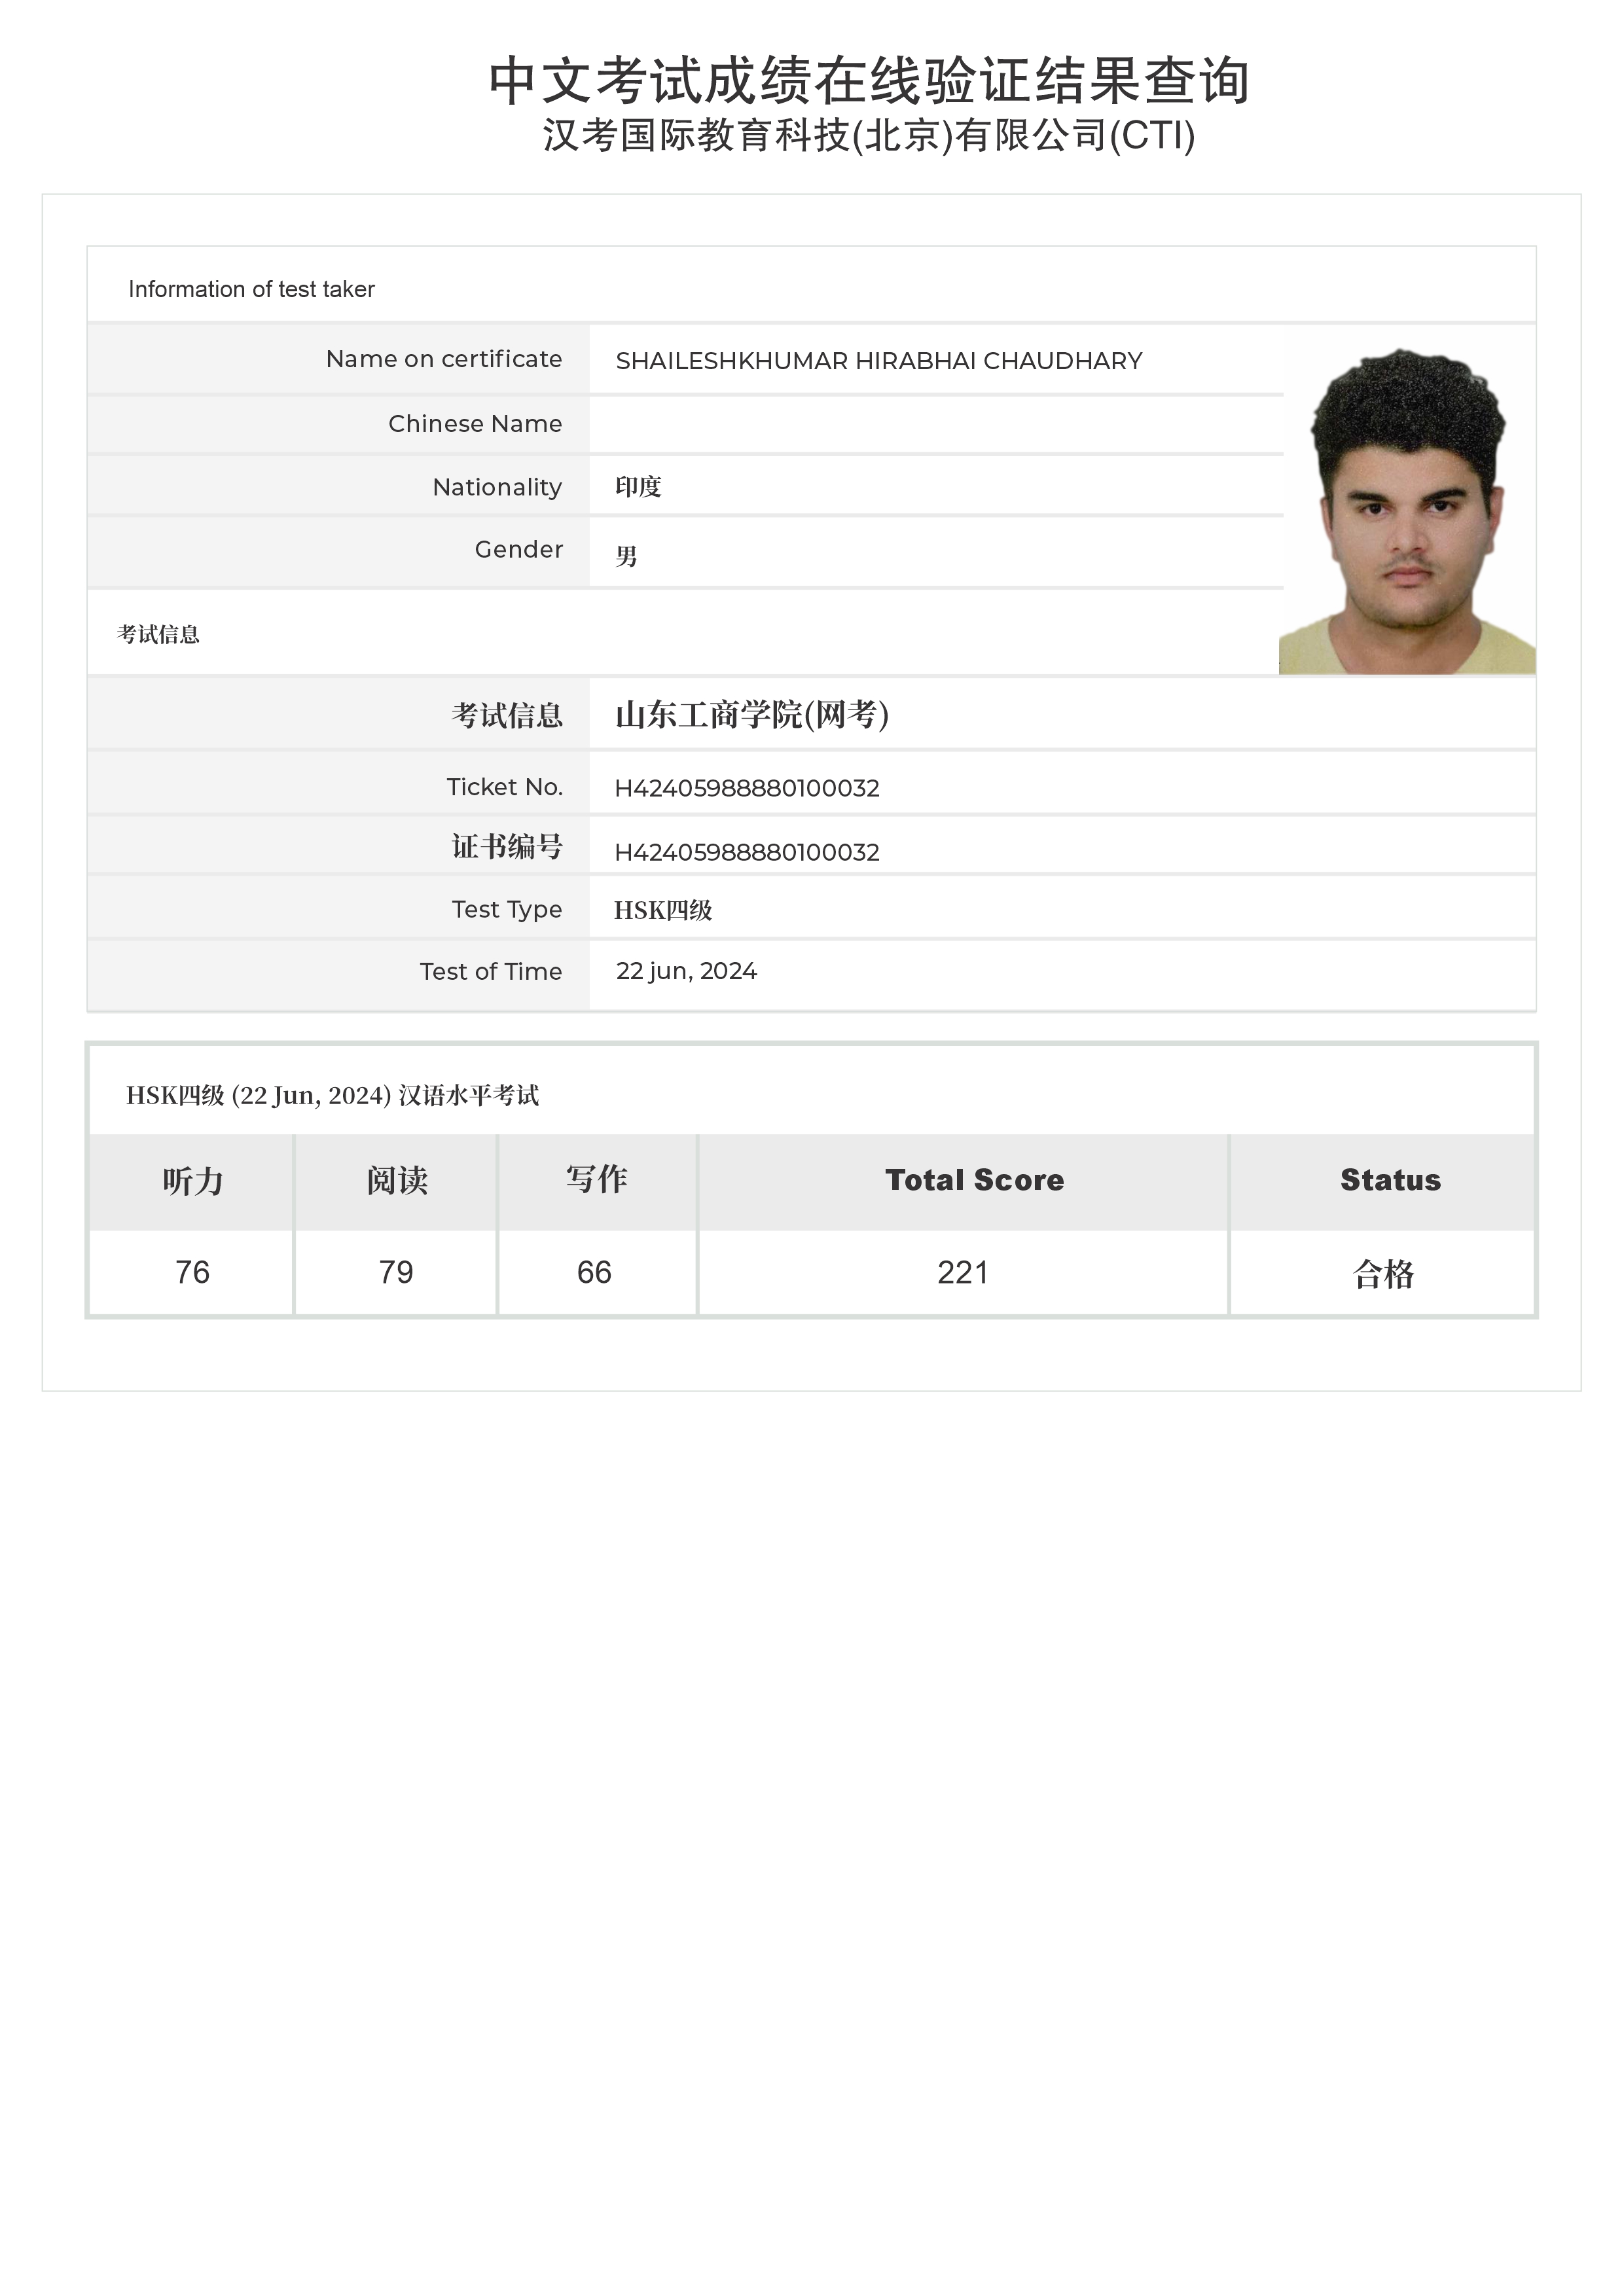 中文考试成绩在线验证结果查询
汉考国际教育科技(北京)有限公司(CTI)
Information of test taker
Name on certificate SHAILESHKHUMAR HIRABHAI CHAUDHARY
Chinese Name
Nationality 印度
Gender 男
考试信息
考试信息 山东工商学院(网考)
Ticket No. H42405988880100032
证书编号 H42405988880100032
Test Type HSK四级
Test of Time 22 jun, 2024
HSK四级 (22 Jun, 2024) 汉语水平考试
听力 阅读 写作 Total Score Status
76 79 66 221 合格